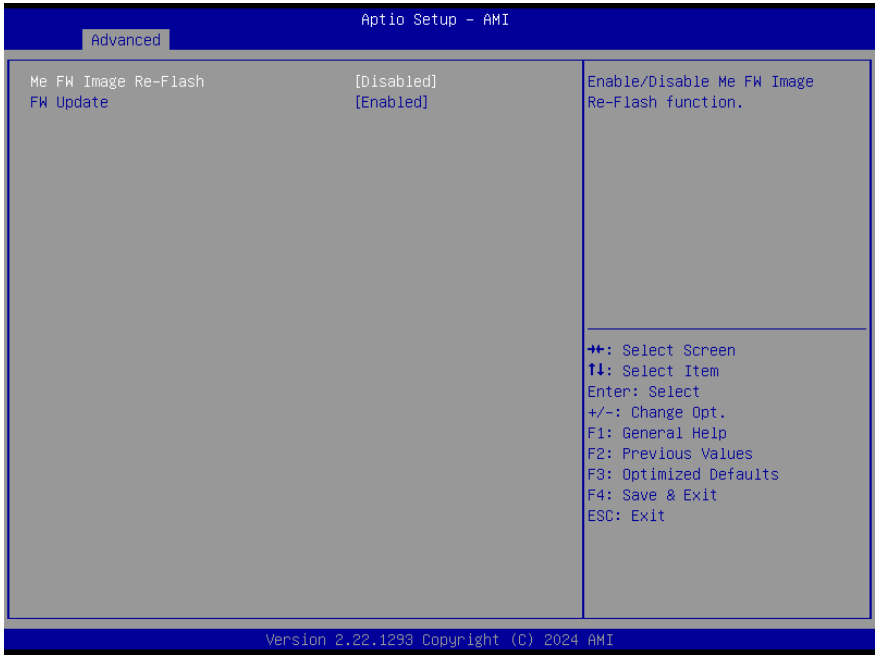 Aptio Setup – AMI
Advanced
Me FW Image Re-Flash [Disabled]
FW Update [Enabled]
Enable/Disable Me FW Image
Re-Flash function.
→←: Select Screen
↑↓: Select Item
Enter: Select
+/-: Change Opt.
F1: General Help
F2: Previous Values
F3: Optimized Defaults
F4: Save & Exit
ESC: Exit
Version 2.22.1293 Copyright (C) 2024 AMI